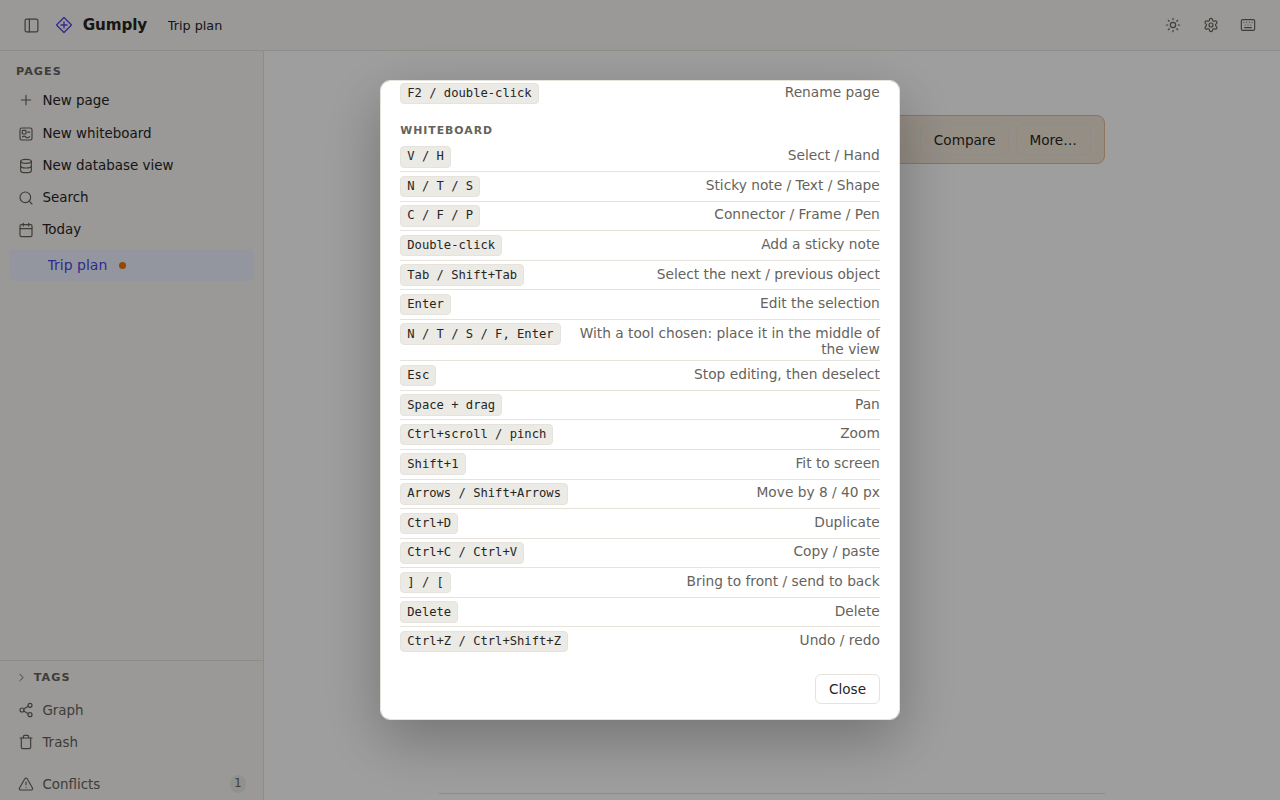 Gumply
Trip plan
PAGES
New page
New whiteboard
New database view
Search
Today
Trip plan
TAGS
Graph
Trash
Conflicts 1
Compare More…
F2 / double-click Rename page
WHITEBOARD
V / H Select / Hand
N / T / S Sticky note / Text / Shape
C / F / P Connector / Frame / Pen
Double-click Add a sticky note
Tab / Shift+Tab Select the next / previous object
Enter Edit the selection
N / T / S / F, Enter With a tool chosen: place it in the middle of
the view
Esc Stop editing, then deselect
Space + drag Pan
Ctrl+scroll / pinch Zoom
Shift+1 Fit to screen
Arrows / Shift+Arrows Move by 8 / 40 px
Ctrl+D Duplicate
Ctrl+C / Ctrl+V Copy / paste
] / [ Bring to front / send to back
Delete Delete
Ctrl+Z / Ctrl+Shift+Z Undo / redo
Close